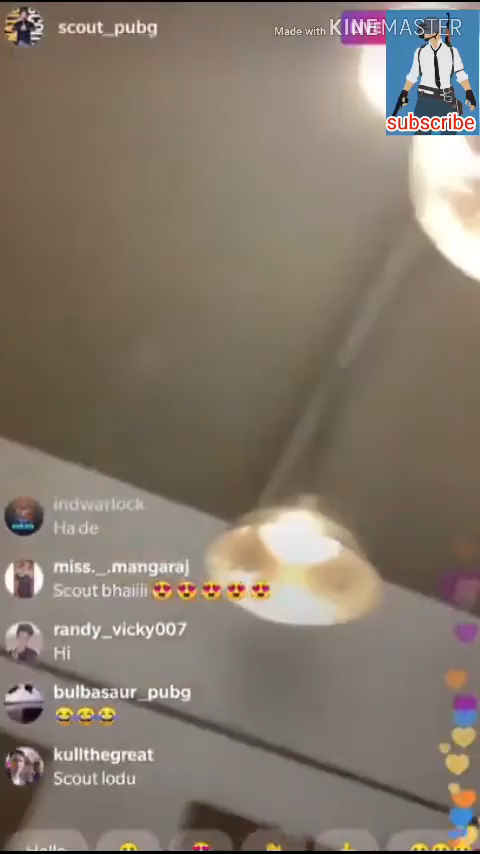 scout_pubg
Made with KINEMASTER
subscribe
indwarlock
Ha de
miss._.mangaraj
Scout bhaiiii 😍😍😍😍😍
randy_vicky007
Hi
bulbasaur_pubg
😂😂😂
kullthegreat
Scout lodu